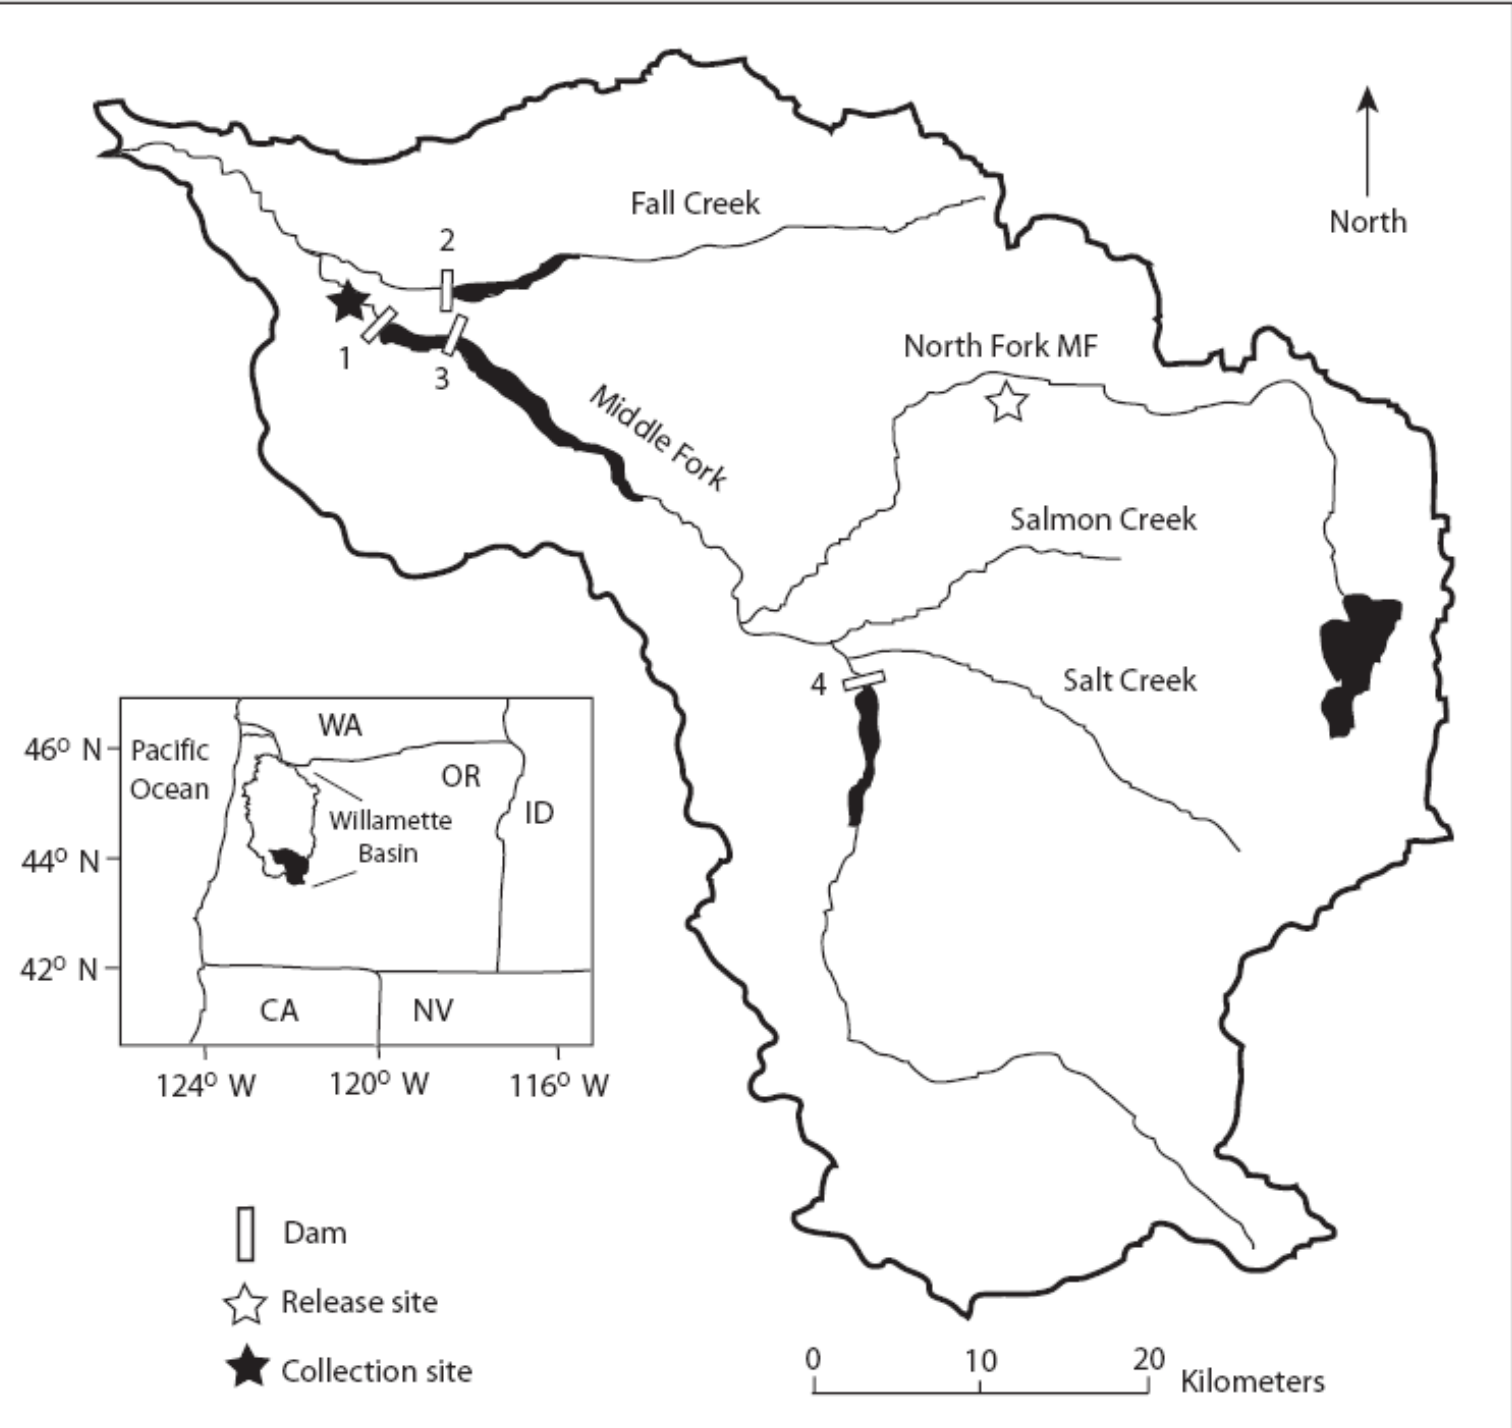 Fall Creek
North
2
1
3
North Fork MF
Middle Fork
Salmon Creek
Salt Creek
4
46° N
44° N
42° N
Pacific
Ocean
WA
OR
ID
Willamette
Basin
CA
NV
124° W
120° W
116° W
Dam
Release site
Collection site
0
10
20
Kilometers